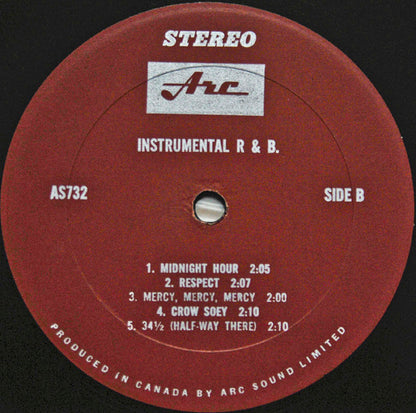 STEREO
Arc
INSTRUMENTAL R & B.
AS732
SIDE B
1. MIDNIGHT HOUR 2:05
2. RESPECT 2:07
3. MERCY, MERCY, MERCY 2:00
4. CROW SOEY 2:10
5. 34½ (HALF-WAY THERE) 2:10
PRODUCED IN CANADA BY ARC SOUND LIMITED